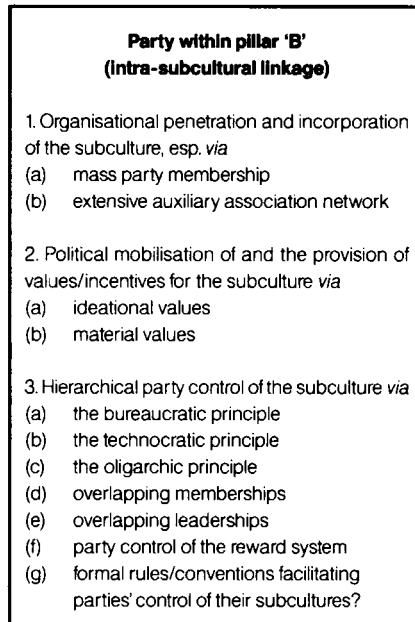 Party within pillar 'B'
(intra-subcultural linkage)
1. Organisational penetration and incorporation
of the subculture, esp. via
(a) mass party membership
(b) extensive auxiliary association network
2. Political mobilisation of and the provision of
values/incentives for the subculture via
(a) ideational values
(b) material values
3. Hierarchical party control of the subculture via
(a) the bureaucratic principle
(b) the technocratic principle
(c) the oligarchic principle
(d) overlapping memberships
(e) overlapping leaderships
(f) party control of the reward system
(g) formal rules/conventions facilitating
parties' control of their subcultures?